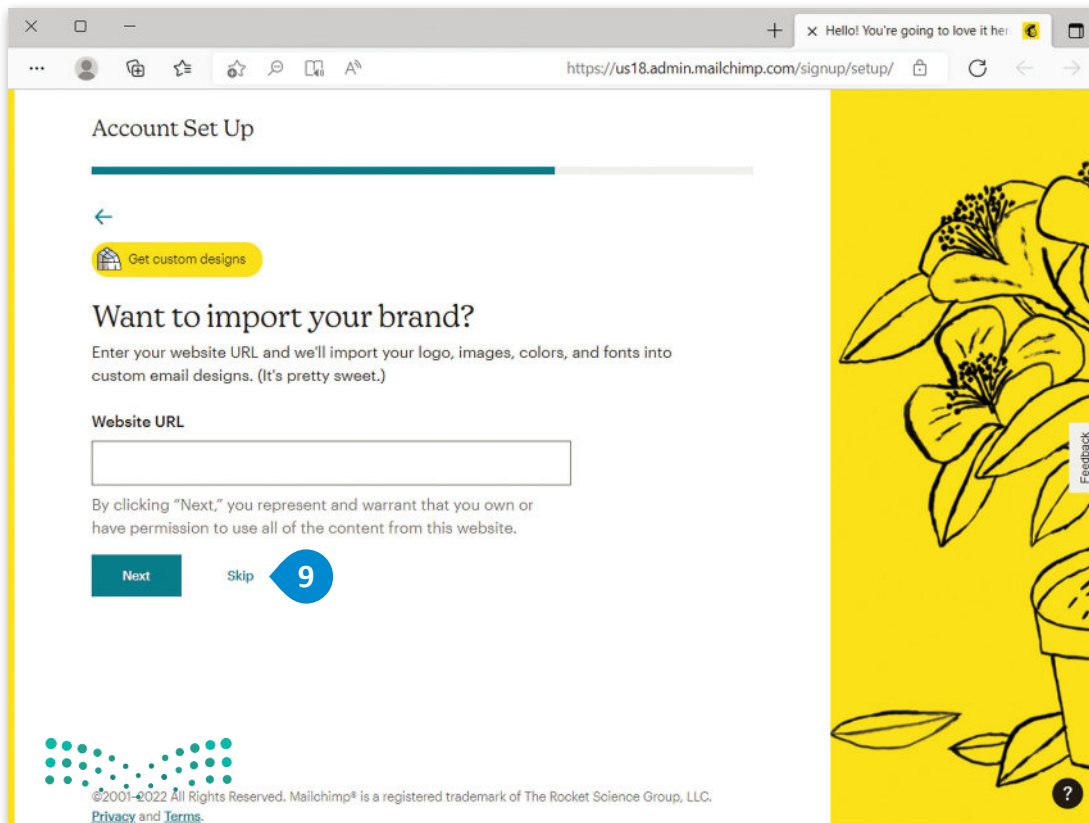 Hello! You're going to love it her
https://us18.admin.mailchimp.com/signup/setup/
Account Set Up
Get custom designs
Want to import your brand?
Enter your website URL and we'll import your logo, images, colors, and fonts into
custom email designs. (It's pretty sweet.)
Website URL
By clicking “Next,” you represent and warrant that you own or
have permission to use all of the content from this website.
Next Skip 9
Feedback
©2001-2022 All Rights Reserved. Mailchimp® is a registered trademark of The Rocket Science Group, LLC.
Privacy and Terms.
?